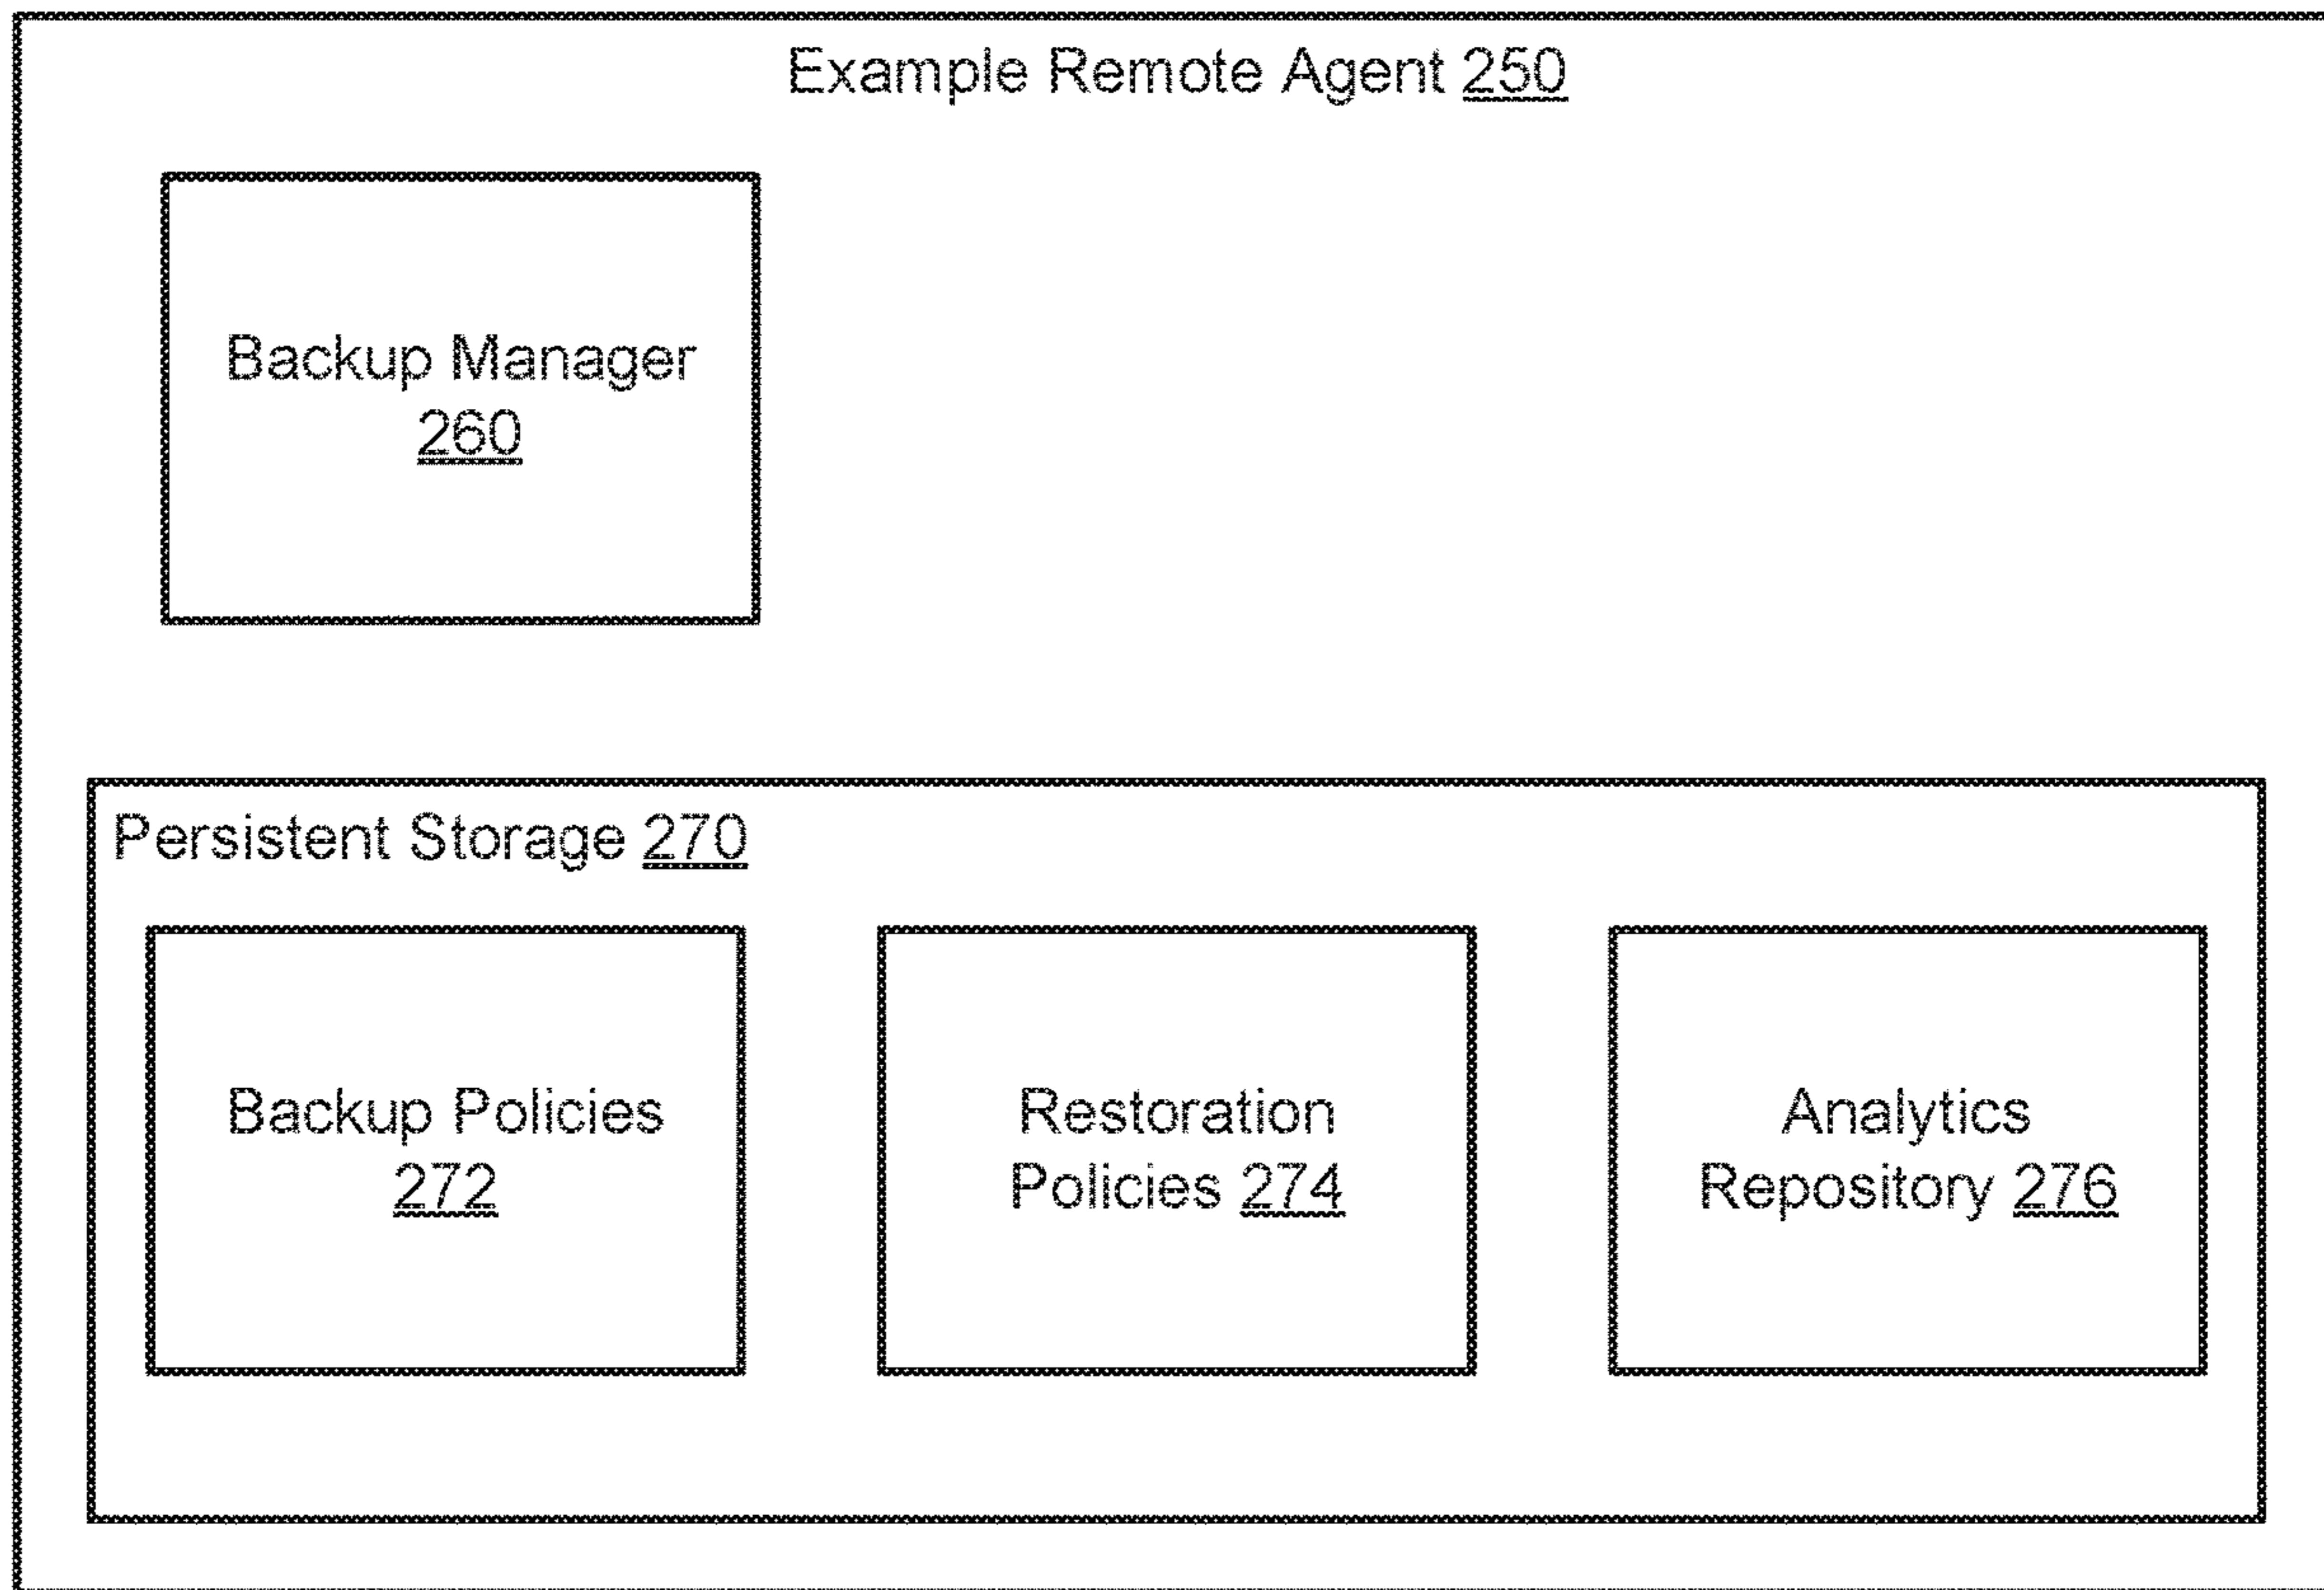 Example Remote Agent 250
Backup Manager
260
Persistent Storage 270
Backup Policies
272
Restoration
Policies 274
Analytics
Repository 276